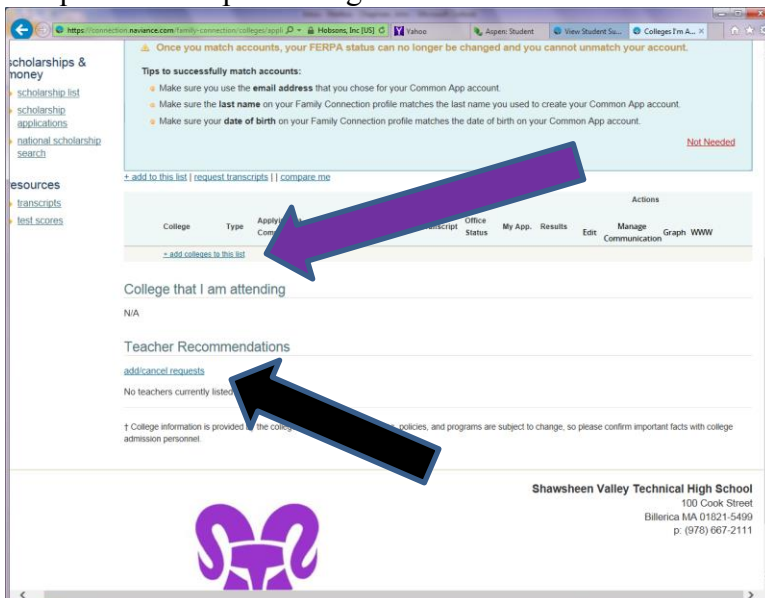 https://connection.naviance.com/family-connection/colleges/appli
Hobsons, Inc [US]
Yahoo
Aspen: Student
View Student Su...
Colleges I'm A...
Once you match accounts, your FERPA status can no longer be changed and you cannot unmatch your account.
Tips to successfully match accounts:
Make sure you use the email address that you chose for your Common App account.
Make sure the last name on your Family Connection profile matches the last name you used to create your Common App account.
Make sure your date of birth on your Family Connection profile matches the date of birth on your Common App account.
Not Needed
scholarships &
money
scholarship list
scholarship
applications
national scholarship
search
resources
transcripts
test scores
+ add to this list | request transcripts | | compare me
Actions
College Type Office Status My App. Results Edit Manage Communication Graph WWW
+ add colleges to this list
College that I am attending
N/A
Teacher Recommendations
add/cancel requests
No teachers currently listed
† College information is provided by the policies, and programs are subject to change, so please confirm important facts with college
admission personnel.
Shawsheen Valley Technical High School
100 Cook Street
Billerica MA 01821-5499
p: (978) 667-2111